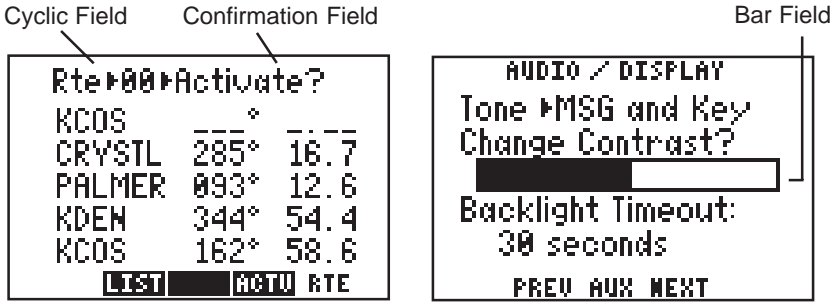 Cyclic Field
Confirmation Field
Rte▸00▸Activate?
KCOS ___° __.__
CRYSTL 285° 16.7
PALMER 093° 12.6
KDEN 344° 54.4
KCOS 162° 58.6
LIST ACTV RTE
Bar Field
AUDIO / DISPLAY
Tone ▸MSG and Key
Change Contrast?
Backlight Timeout:
30 seconds
PREV AUX NEXT